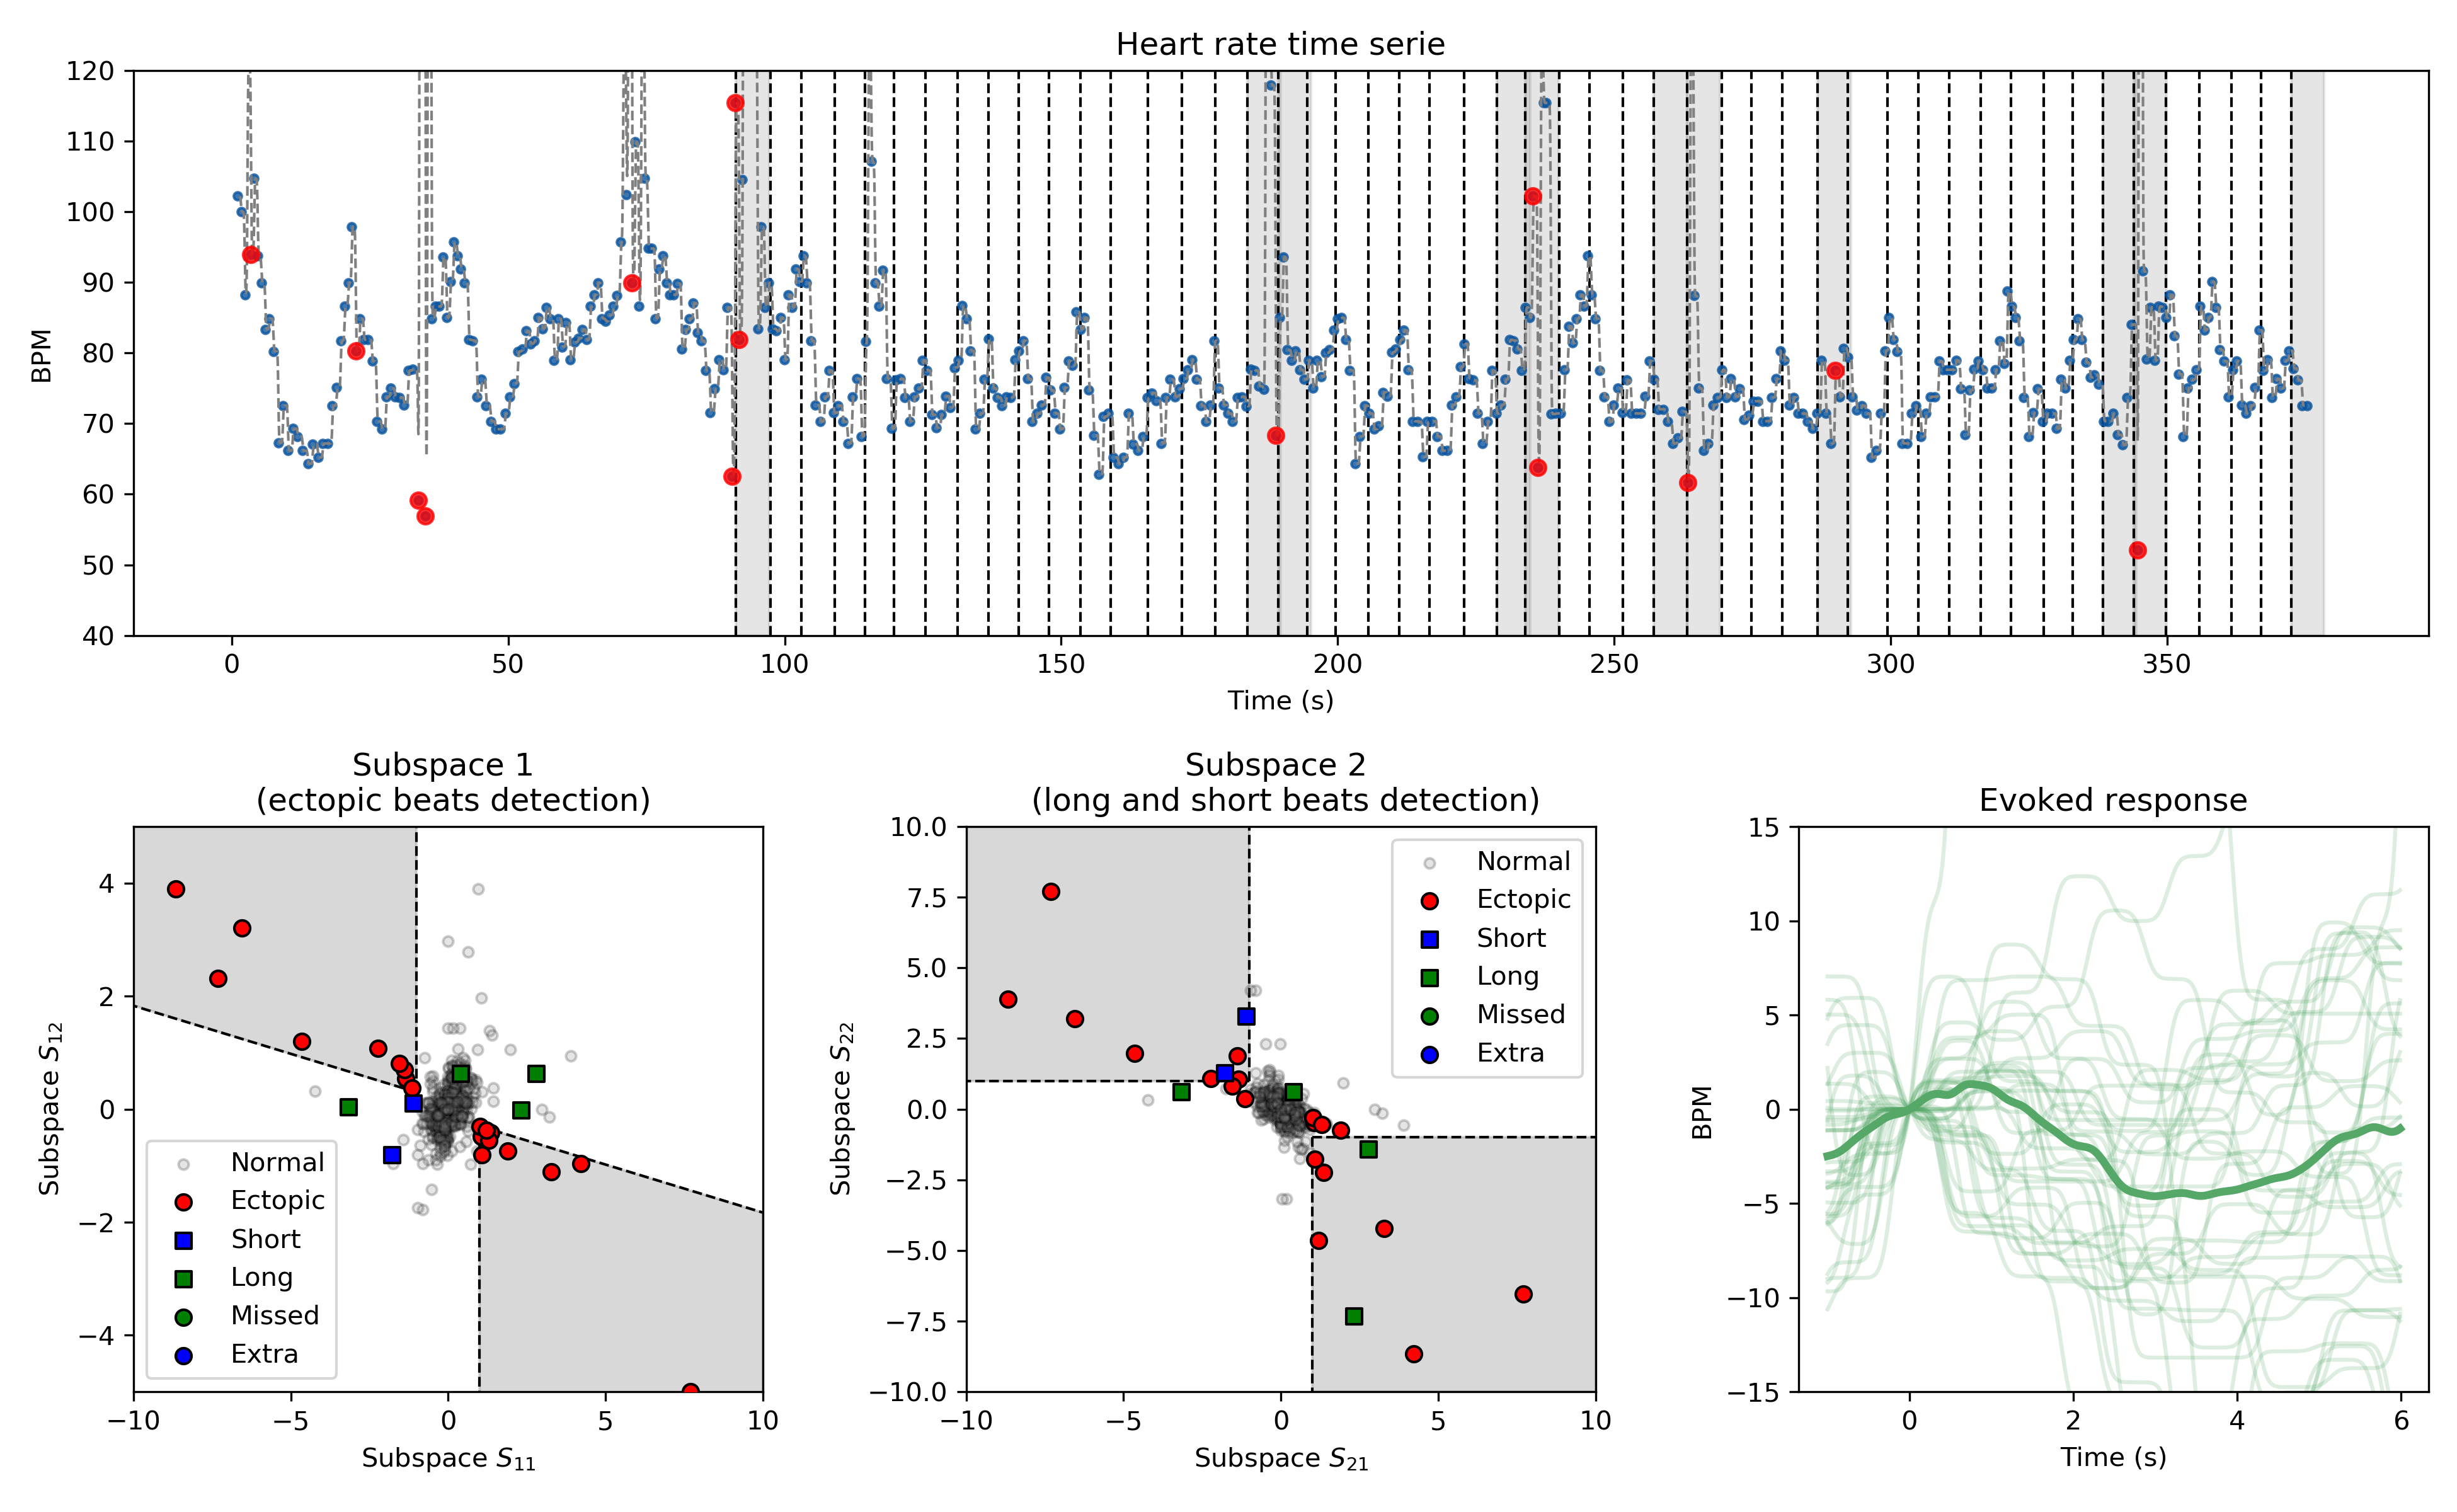 Heart rate time serie
120
110
100
90
80
70
60
50
40
BPM
0 50 100 150 200 250 300 350
Time (s)
Subspace 1
(ectopic beats detection)
4
2
0
−2
−4
Subspace S₁₂
Normal
Ectopic
Short
Long
Missed
Extra
−10 −5 0 5 10
Subspace S₁₁
Subspace 2
(long and short beats detection)
10.0
7.5
5.0
2.5
0.0
−2.5
−5.0
−7.5
−10.0
Subspace S₂₂
Normal
Ectopic
Short
Long
Missed
Extra
−10 −5 0 5 10
Subspace S₂₁
Evoked response
15
10
5
0
−5
−10
−15
BPM
0 2 4 6
Time (s)